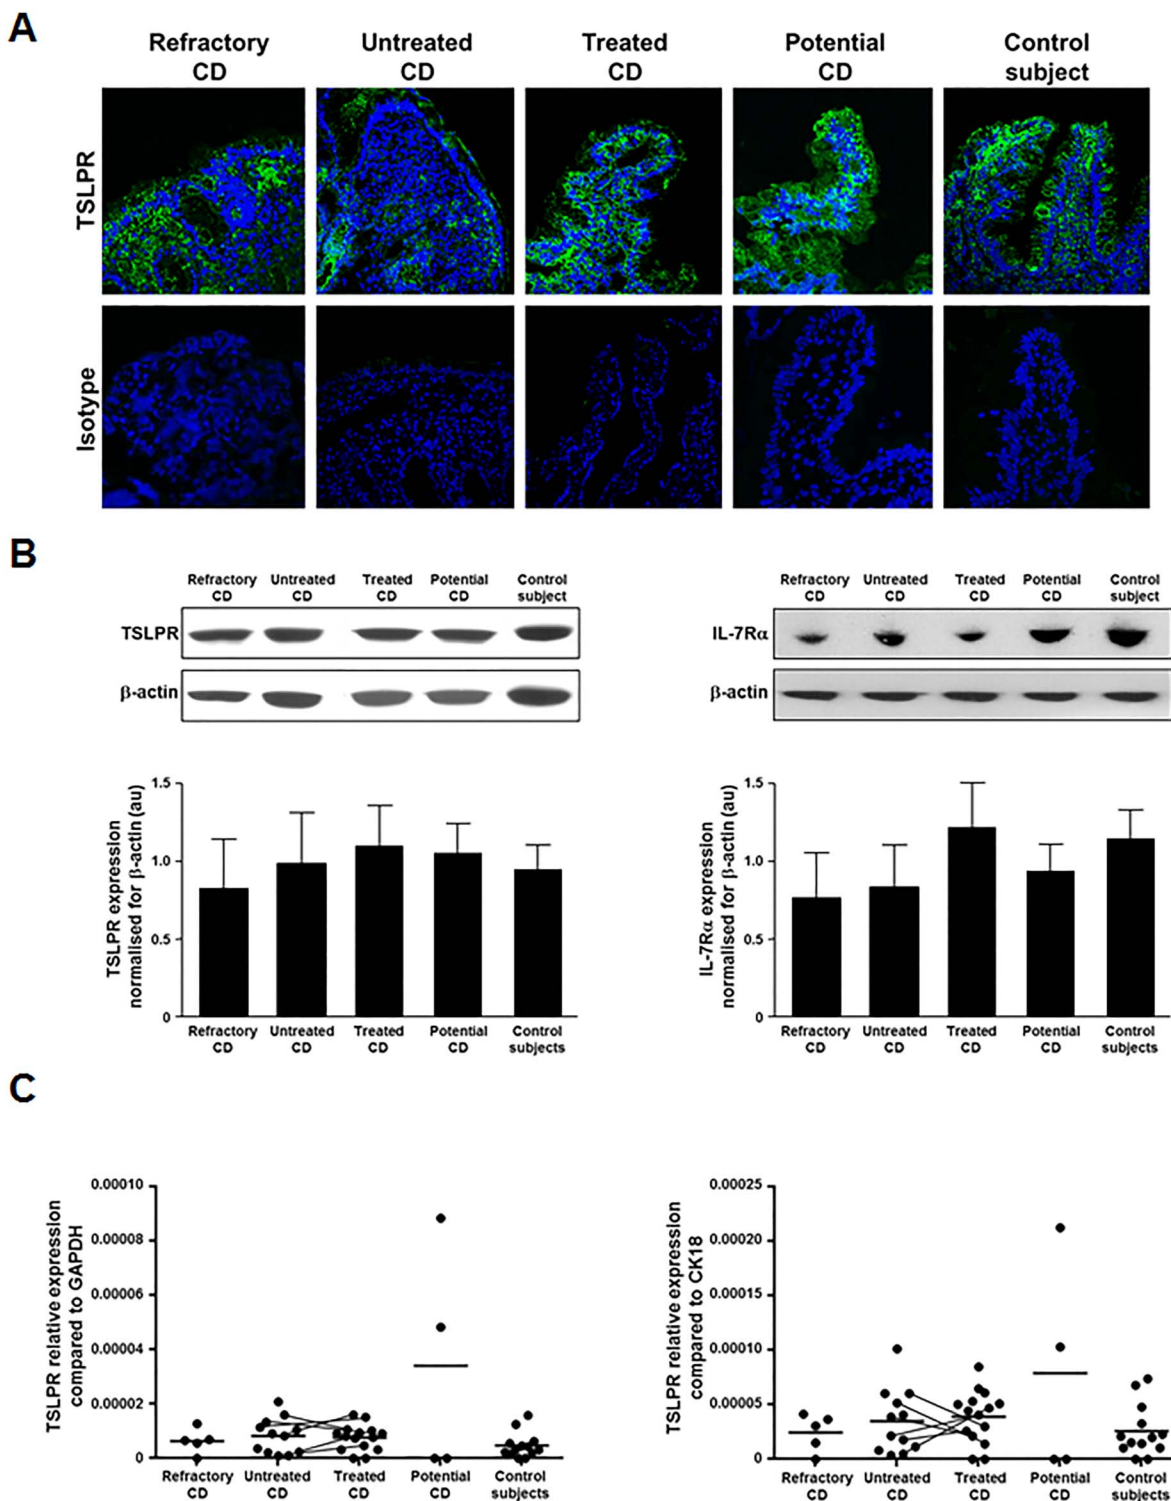 A
Refractory CD
Untreated CD
Treated CD
Potential CD
Control subject
TSLPR
Isotype
B
Refractory CD
Untreated CD
Treated CD
Potential CD
Control subject
TSLPR
β-actin
Refractory CD
Untreated CD
Treated CD
Potential CD
Control subject
IL-7Rα
β-actin
TSLPR expression
normalised for β-actin (au)
1.5
1.0
0.5
0
Refractory CD
Untreated CD
Treated CD
Potential CD
Control subjects
IL-7Rα expression
normalised for β-actin (au)
1.5
1.0
0.5
0
Refractory CD
Untreated CD
Treated CD
Potential CD
Control subjects
C
TSLPR relative expression
compared to GAPDH
0.00010
0.00008
0.00006
0.00004
0.00002
0
Refractory CD
Untreated CD
Treated CD
Potential CD
Control subjects
TSLPR relative expression
compared to CK18
0.00025
0.00020
0.00015
0.00010
0.00005
0
Refractory CD
Untreated CD
Treated CD
Potential CD
Control subjects